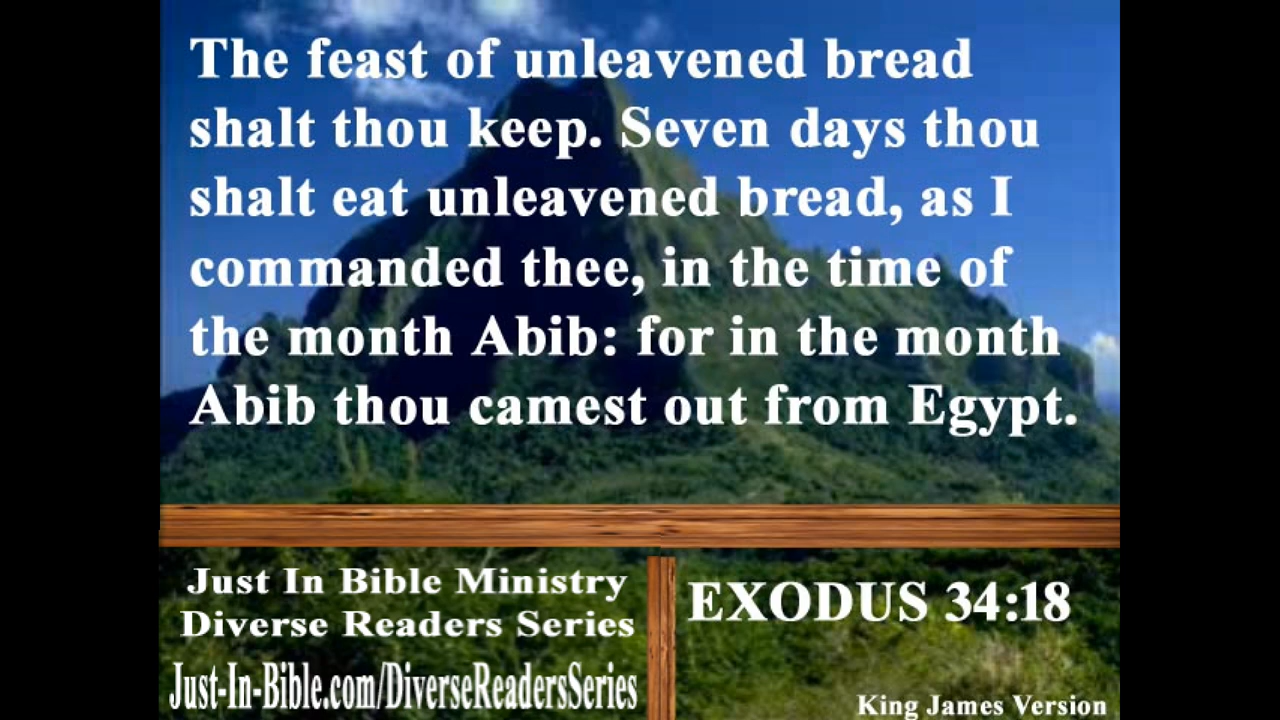 The feast of unleavened bread
shalt thou keep. Seven days thou
shalt eat unleavened bread, as I
commanded thee, in the time of
the month Abib: for in the month
Abib thou camest out from Egypt.
Just In Bible Ministry
Diverse Readers Series
Just-In-Bible.com/DiverseReadersSeries
EXODUS 34:18
King James Version